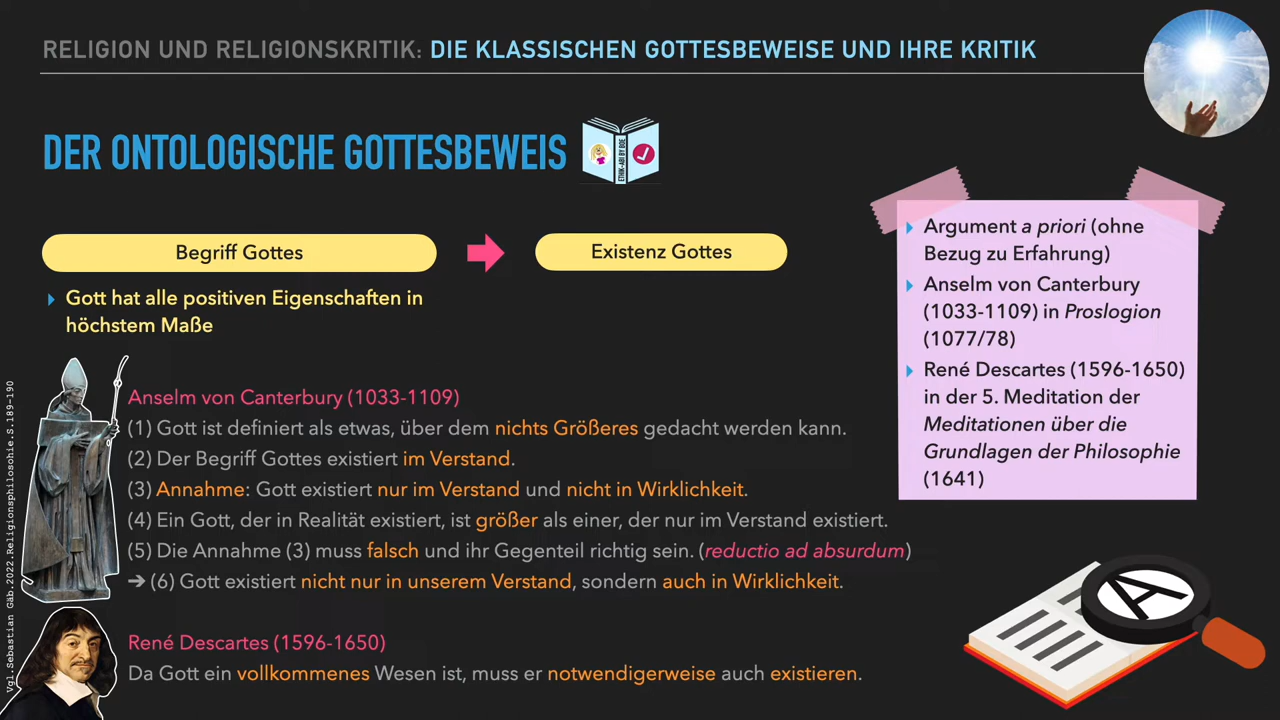 RELIGION UND RELIGIONSKRITIK: DIE KLASSISCHEN GOTTESBEWEISE UND IHRE KRITIK
DER ONTOLOGISCHE GOTTESBEWEIS
ETHIK-ABI BY BOE
Begriff Gottes
Existenz Gottes
Gott hat alle positiven Eigenschaften in
höchstem Maße
Argument a priori (ohne
Bezug zu Erfahrung)
Anselm von Canterbury
(1033-1109) in Proslogion
(1077/78)
René Descartes (1596-1650)
in der 5. Meditation der
Meditationen über die
Grundlagen der Philosophie
(1641)
Anselm von Canterbury (1033-1109)
(1) Gott ist definiert als etwas, über dem nichts Größeres gedacht werden kann.
(2) Der Begriff Gottes existiert im Verstand.
(3) Annahme: Gott existiert nur im Verstand und nicht in Wirklichkeit.
(4) Ein Gott, der in Realität existiert, ist größer als einer, der nur im Verstand existiert.
(5) Die Annahme (3) muss falsch und ihr Gegenteil richtig sein. (reductio ad absurdum)
➔ (6) Gott existiert nicht nur in unserem Verstand, sondern auch in Wirklichkeit.
René Descartes (1596-1650)
Da Gott ein vollkommenes Wesen ist, muss er notwendigerweise auch existieren.
Vgl.Sebastian Gäb.2022.Religionsphilosohie.S.189-190
A